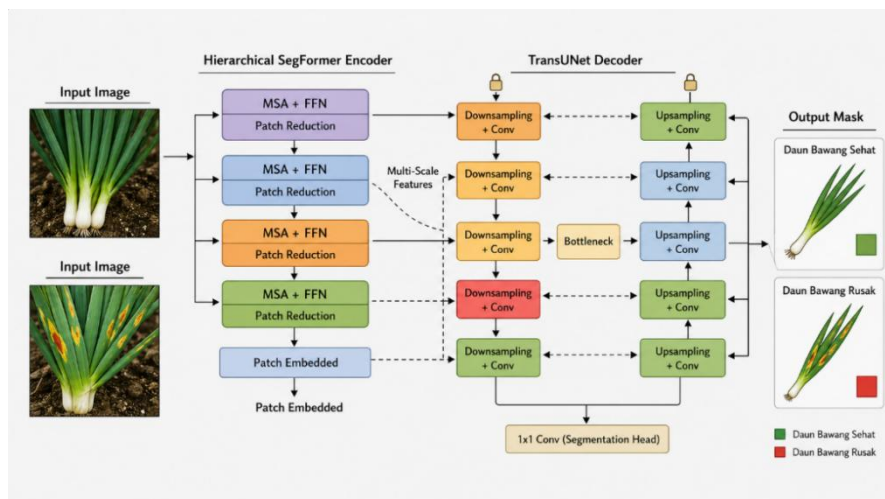 Hierarchical SegFormer Encoder
TransUNet Decoder
Input Image
Output Mask
MSA + FFN
Patch Reduction
MSA + FFN
Patch Reduction
MSA + FFN
Patch Reduction
MSA + FFN
Patch Reduction
Patch Embedded
Patch Embedded
Input Image
Multi-Scale
Features
Downsampling
+ Conv
Downsampling
+ Conv
Downsampling
+ Conv
Downsampling
+ Conv
Downsampling
+ Conv
Bottleneck
Upsampling
+ Conv
Upsampling
+ Conv
Upsampling
+ Conv
Upsampling
+ Conv
Upsampling
+ Conv
1x1 Conv (Segmentation Head)
Daun Bawang Sehat
Daun Bawang Rusak
Daun Bawang Sehat
Daun Bawang Rusak